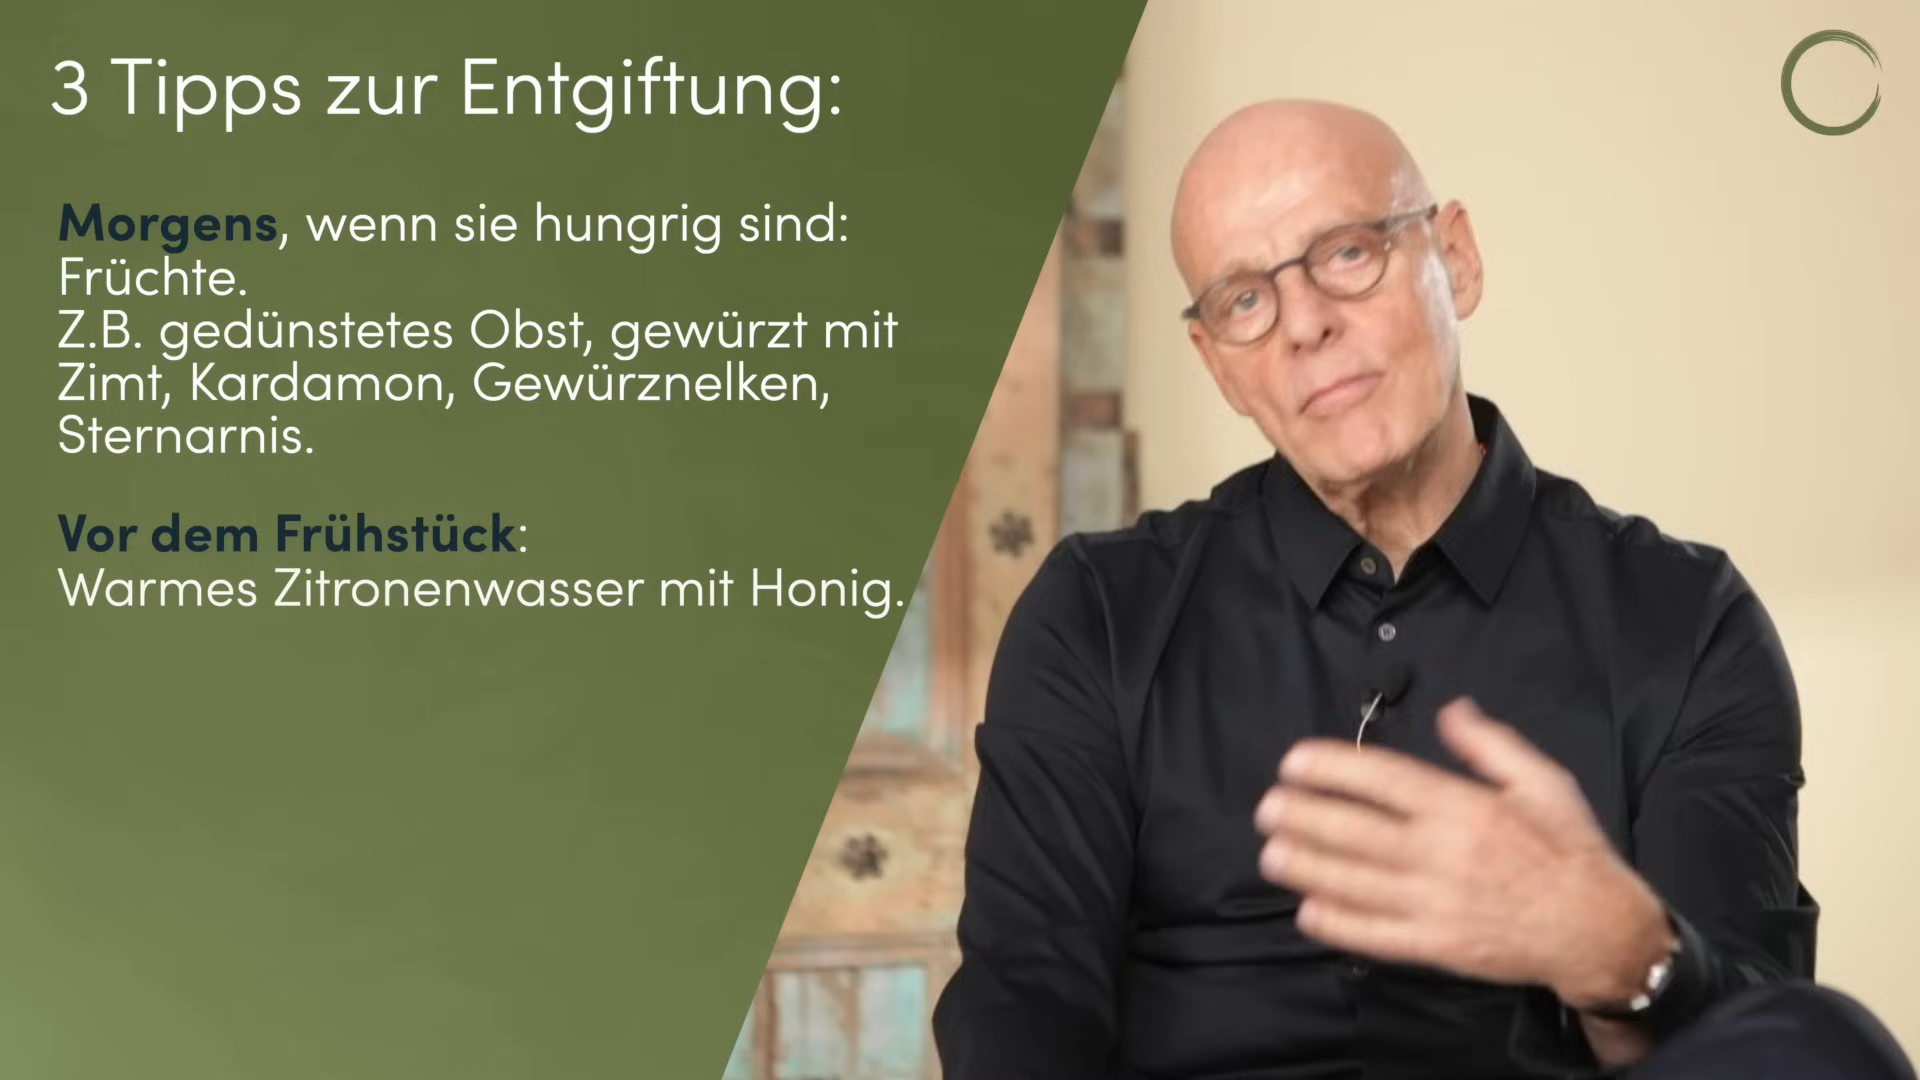 3 Tipps zur Entgiftung:
Morgens, wenn sie hungrig sind:
Früchte.
Z.B. gedünstetes Obst, gewürzt mit
Zimt, Kardamon, Gewürznelken,
Sternarnis.
Vor dem Frühstück:
Warmes Zitronenwasser mit Honig.